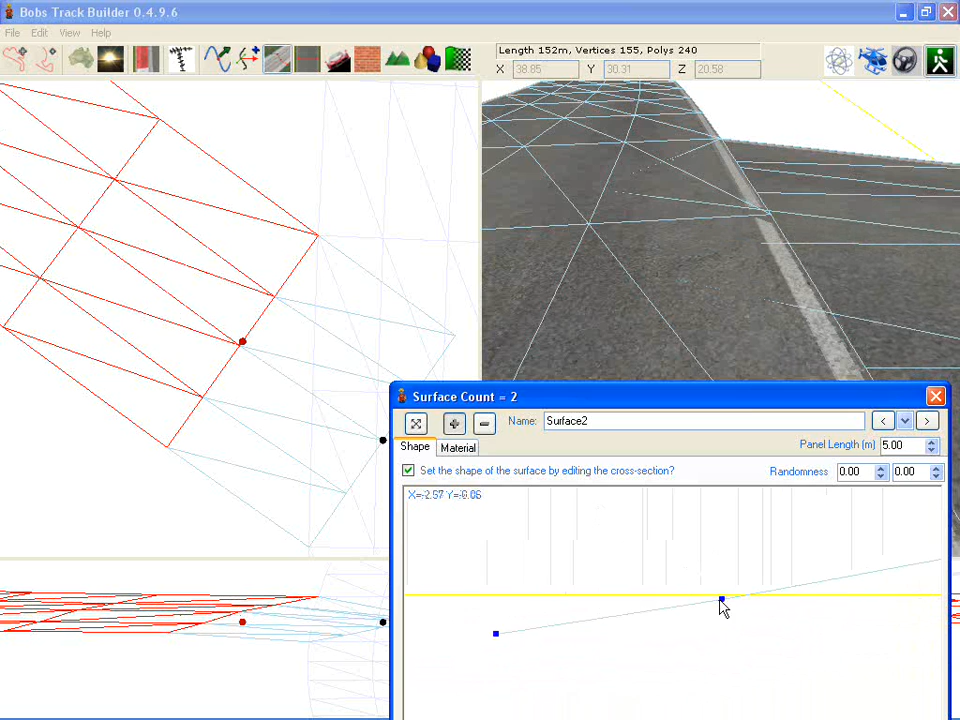 Bobs Track Builder 0.4.9.6
File Edit View Help
Length 152m, Vertices 155, Polys 240
X 38.85 Y 30.31 Z 20.58
Surface Count = 2
Name: Surface2
Shape Material
Panel Length (m) 5.00
Set the shape of the surface by editing the cross-section?
Randomness 0.00 0.00
X=-2.57 Y=-0.06